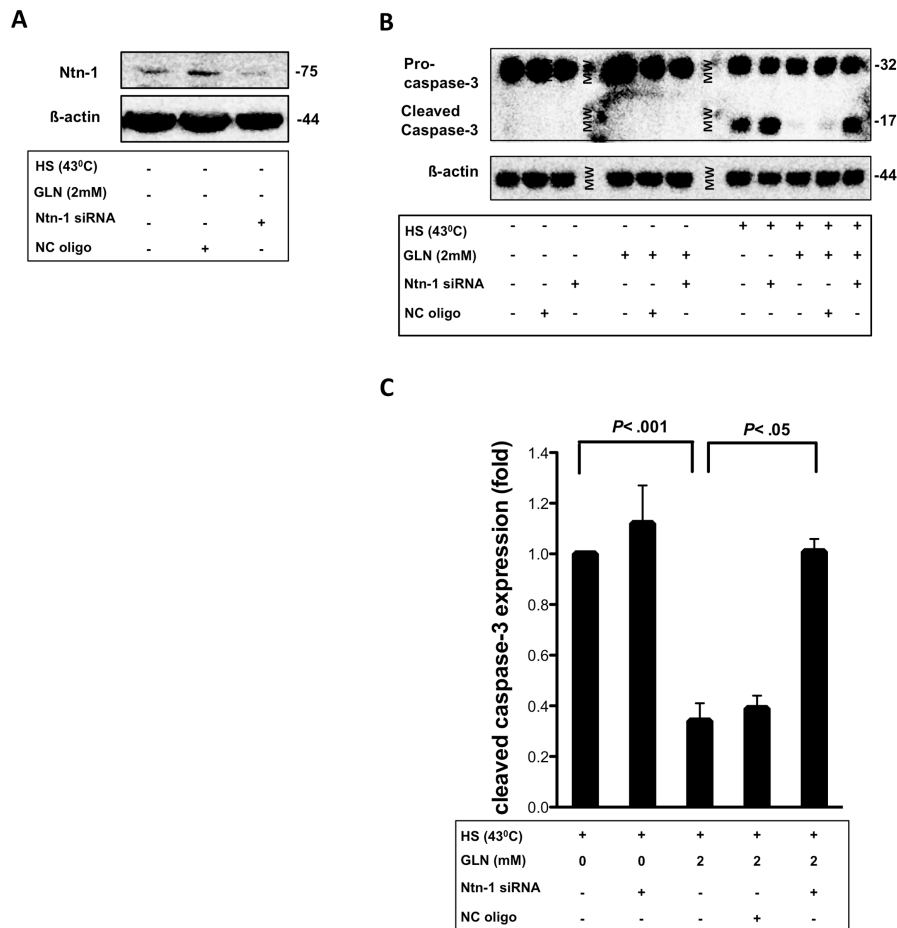 A
Ntn-1
-75
ß-actin
-44
HS (43⁰C) - - -
GLN (2mM) - - -
Ntn-1 siRNA - - +
NC oligo - + -
B
Pro-
caspase-3
MW MW
-32
Cleaved
Caspase-3
MW MW
-17
ß-actin
MW MW
-44
HS (43⁰C) - - - - - - + + + + +
GLN (2mM) - - - + + + - - + + +
Ntn-1 siRNA - - + - - + - + - - +
NC oligo - + - - + - - - - + -
C
P< .001 P< .05
cleaved caspase-3 expression (fold)
1.4
1.2
1.0
0.8
0.6
0.4
0.2
0.0
HS (43⁰C) + + + + +
GLN (mM) 0 0 2 2 2
Ntn-1 siRNA - + - - +
NC oligo - - - + -